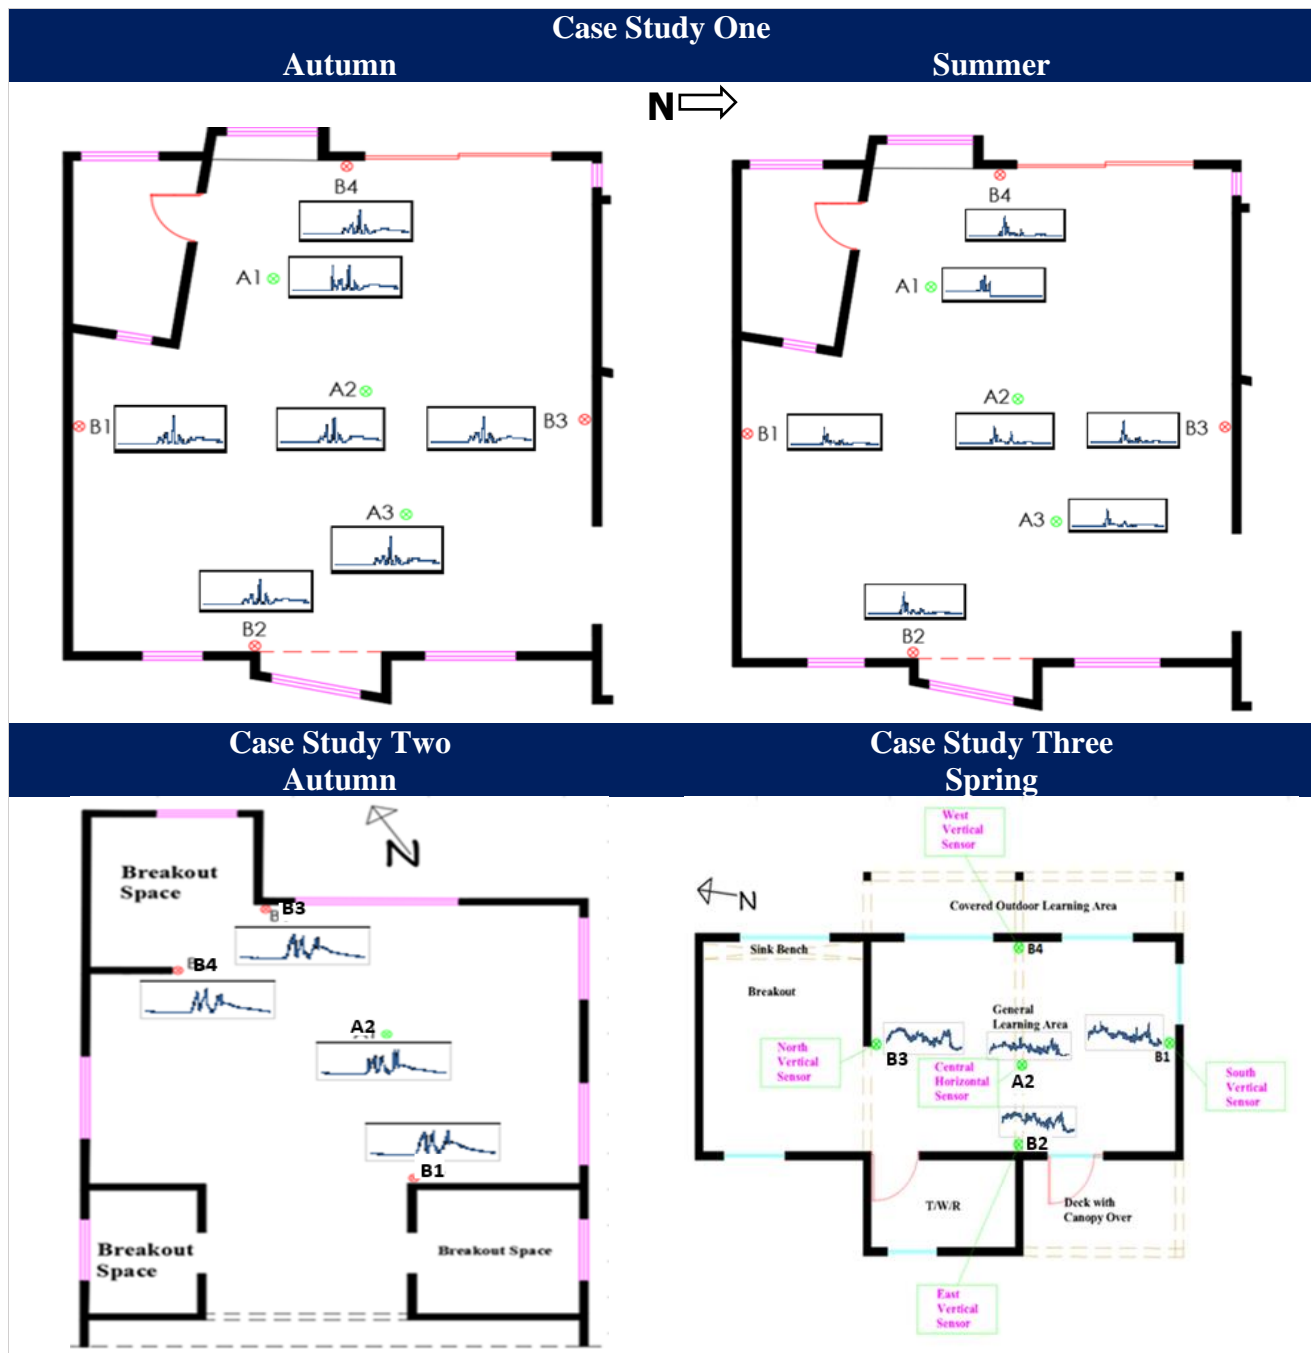 Case Study One
Autumn
Summer
N
B4
A1
A2
B1
B3
A3
B2
B4
A1
A2
B1
B3
A3
B2
Case Study Two
Autumn
Case Study Three
Spring
N
Breakout
Space
B3
B4
A2
B1
Breakout
Space
Breakout Space
West
Vertical
Sensor
N
Covered Outdoor Learning Area
Sink Bench
B4
Breakout
General
Learning Area
North
Vertical
Sensor
B3
Central
Horizontal
Sensor
A2
B1
South
Vertical
Sensor
B2
T/W/R
Deck with
Canopy Over
East
Vertical
Sensor